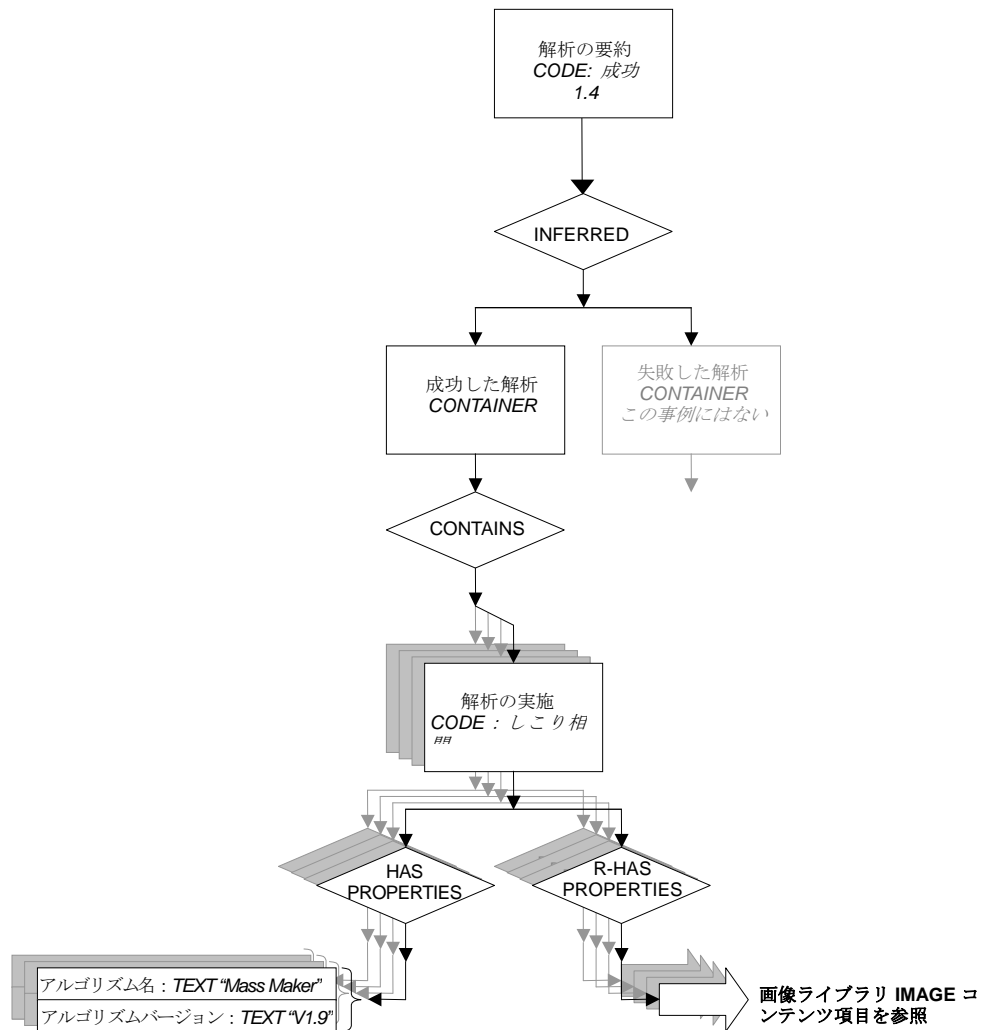 解析の要約
CODE: 成功
1.4
INFERRED
成功した解析
CONTAINER
失敗した解析
CONTAINER
この事例にはない
CONTAINS
解析の実施
CODE : しこり相
HAS
PROPERTIES
R-HAS
PROPERTIES
アルゴリズム名 : TEXT “Mass Maker”
アルゴリズムバージョン : TEXT “V1.9”
画像ライブラリ IMAGE コ
ンテンツ項目を参照